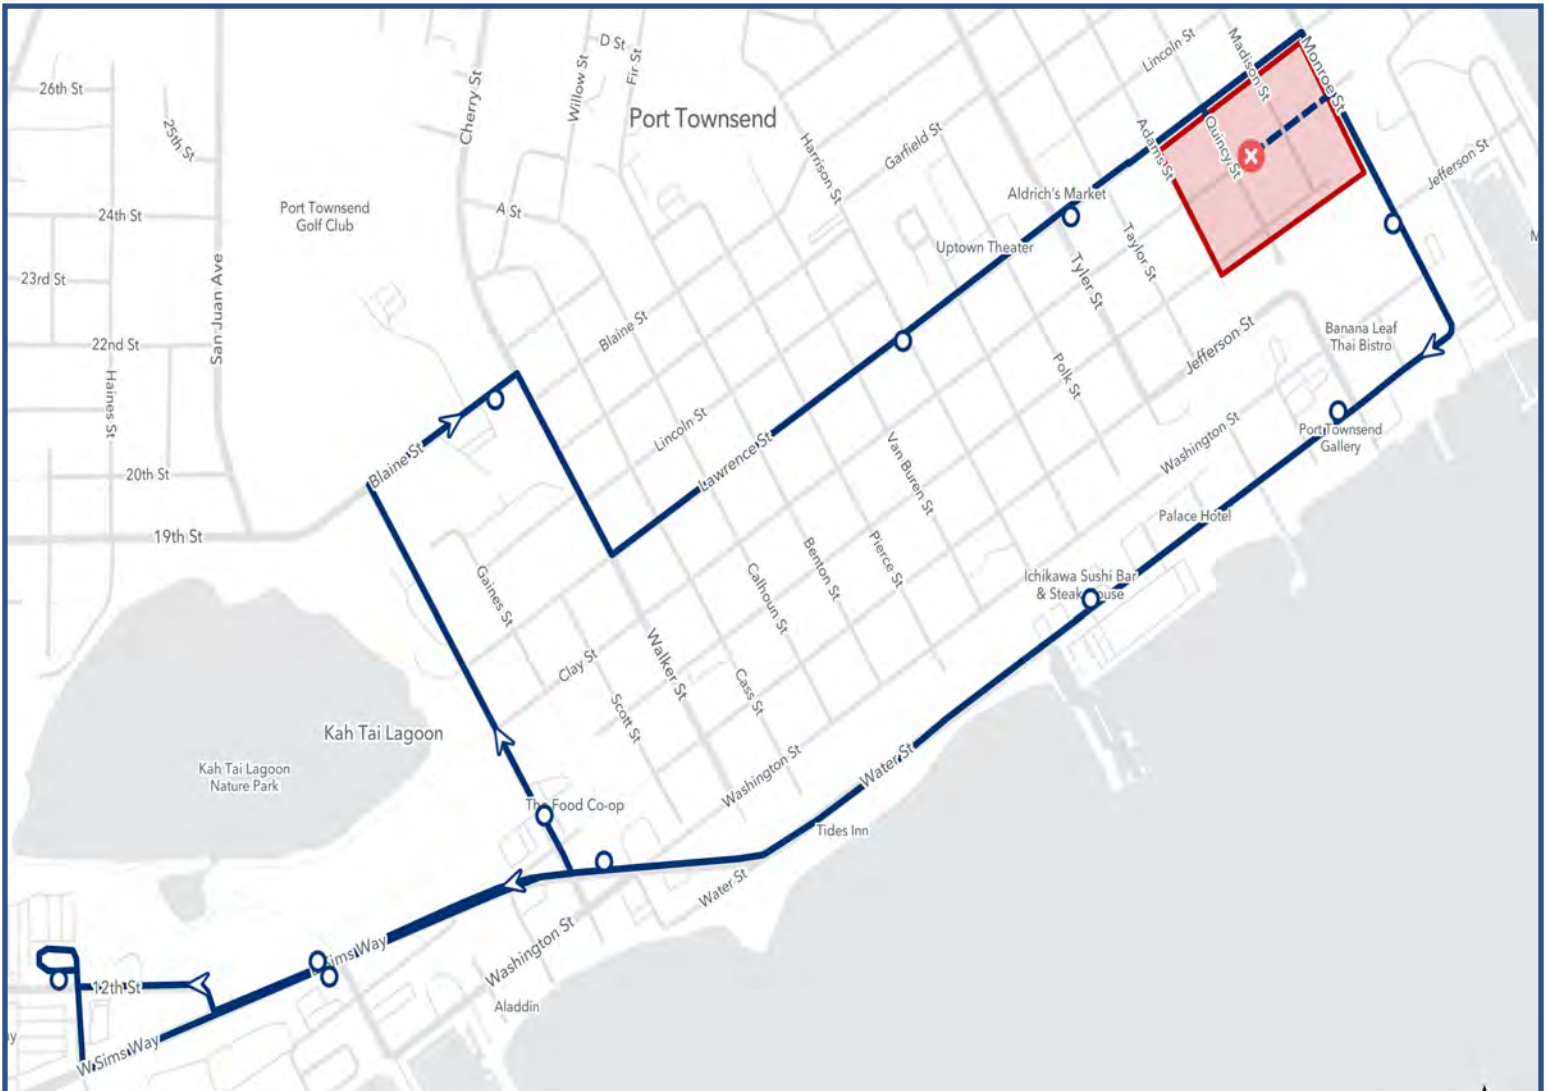 D St
Lincoln St
Madison St
Monroe St
26th St
Cherry St
Willow St
Fir St
Port Townsend
25th St
Harrison St
Garfield St
Adams St
Quincy St
Jefferson St
Aldrich's Market
24th St
Port Townsend
Golf Club
A St
Uptown Theater
Taylor St
Tyler St
M
23rd St
San Juan Ave
22nd St
Blaine St
Jefferson St
Banana Leaf
Thai Bistro
Haines St
Polk St
Lincoln St
Lawrence St
Van Buren St
Washington St
Port Townsend
Gallery
Blaine St
20th St
19th St
Palace Hotel
Gaines St
Calhoun St
Benton St
Pierce St
Ichikawa Sushi Bar
& Steakhouse
Clay St
Walker St
Cass St
Scott St
Kah Tai Lagoon
Kah Tai Lagoon
Nature Park
Washington St
Water St
The Food Co-op
Tides Inn
Water St
Sims Way
Washington St
12th St
Aladdin
W Sims Way